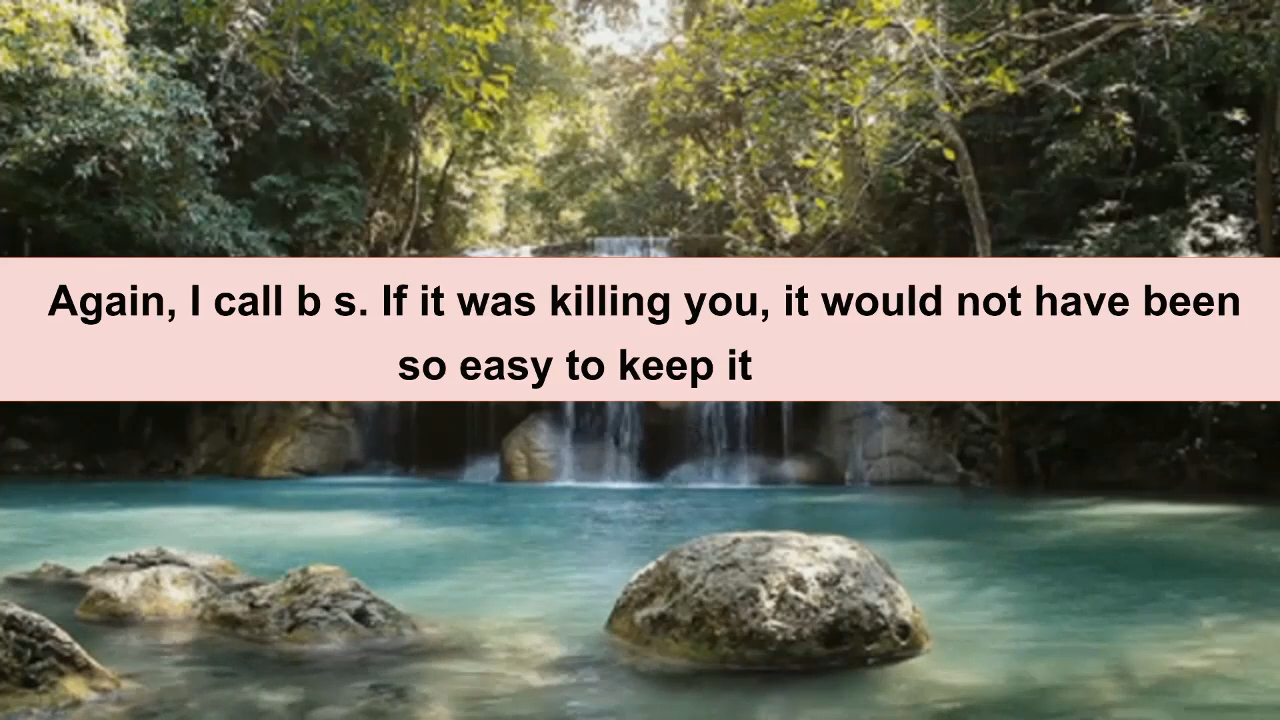 Again, I call b s. If it was killing you, it would not have been
so easy to keep it